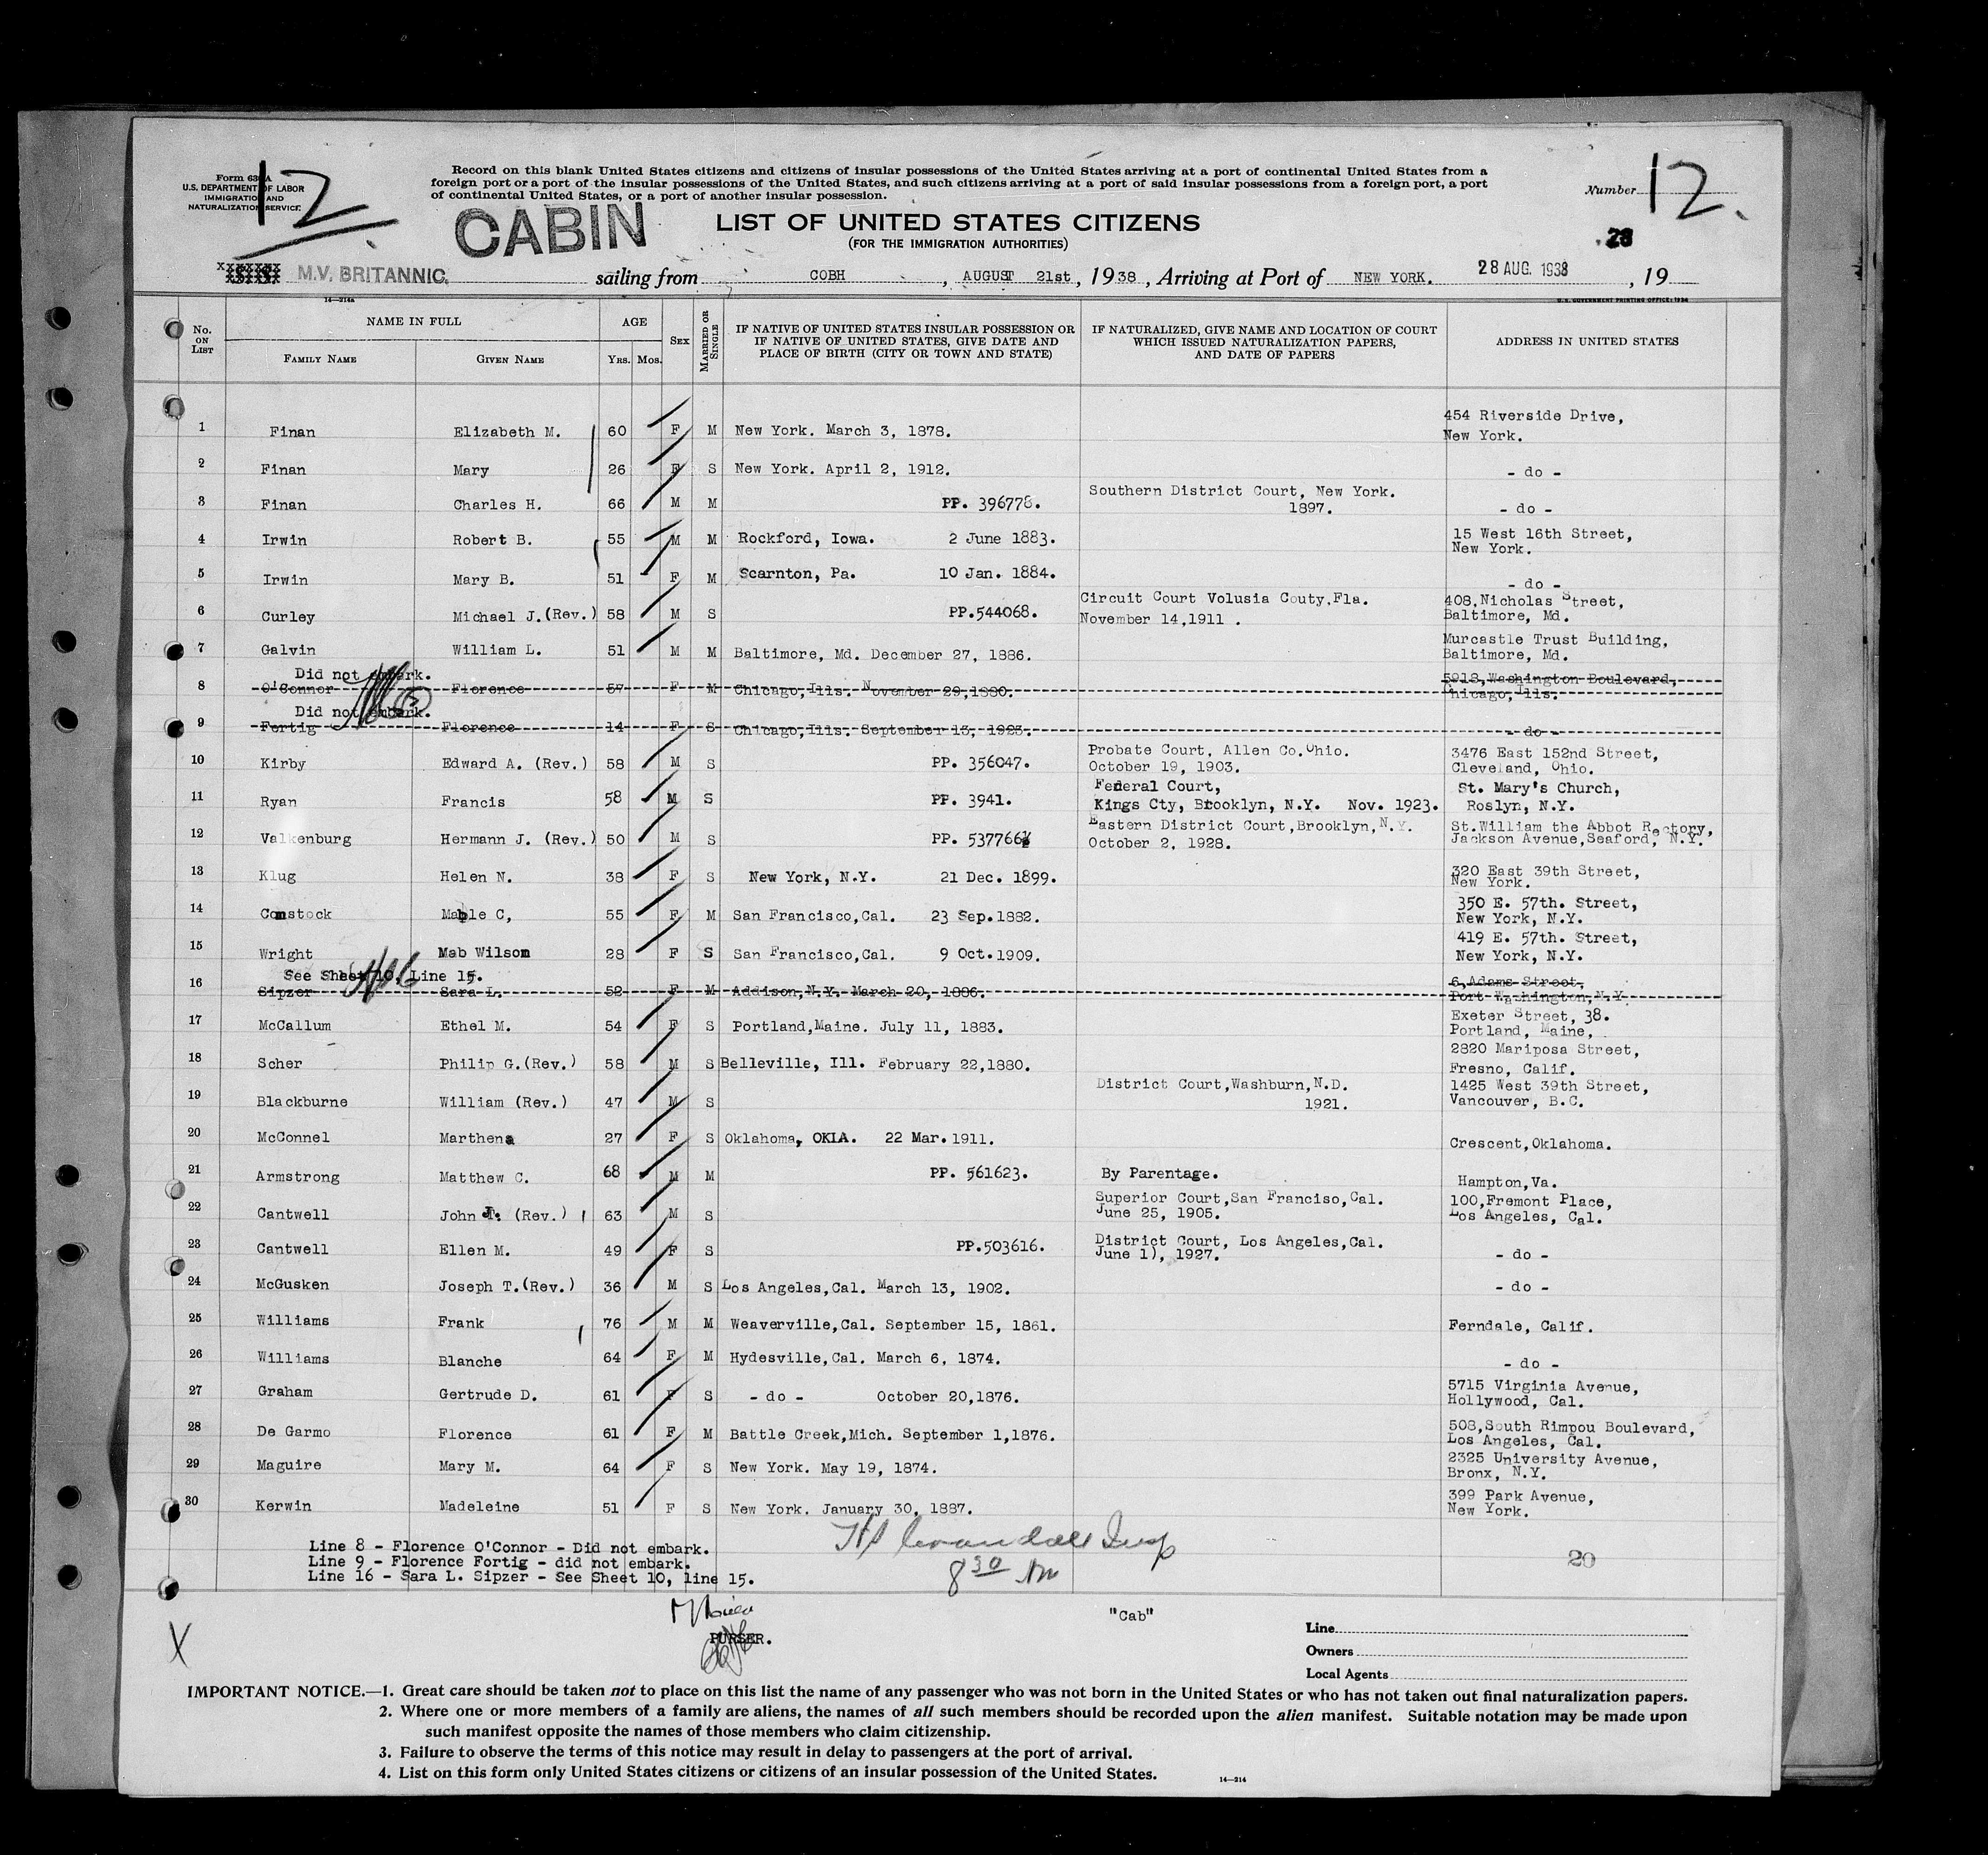 12.
Form 630A
U.S. DEPARTMENT OF LABOR
IMMIGRATION AND
NATURALIZATION SERVICE
Record on this blank United States citizens and citizens of insular possessions of the United States arriving at a port of continental United States from a
foreign port or a port of the insular possessions of the United States, and such citizens arriving at a port of said insular possessions from a foreign port, a port
of continental United States, or a port of another insular possession.
Number 12.
CABIN
LIST OF UNITED STATES CITIZENS
(FOR THE IMMIGRATION AUTHORITIES)
28
M.V. BRITANNIC. sailing from COBH, AUGUST 21st, 1938, Arriving at Port of NEW YORK. 28 AUG. 1938, 19
14—214a
U.S. GOVERNMENT PRINTING OFFICE: 1934
No. ON LIST NAME IN FULL AGE SEX MARRIED OR SINGLE IF NATIVE OF UNITED STATES INSULAR POSSESSION OR IF NATIVE OF UNITED STATES, GIVE DATE AND PLACE OF BIRTH (CITY OR TOWN AND STATE) IF NATURALIZED, GIVE NAME AND LOCATION OF COURT WHICH ISSUED NATURALIZATION PAPERS, AND DATE OF PAPERS ADDRESS IN UNITED STATES
FAMILY NAME GIVEN NAME YRS. MOS.
1 Finan Elizabeth M. 60 F M New York. March 3, 1878. 454 Riverside Drive, New York.
2 Finan Mary 26 F S New York. April 2, 1912. - do -
3 Finan Charles H. 66 M M PP. 396778. Southern District Court, New York. 1897. - do -
4 Irwin Robert B. 55 M M Rockford, Iowa. 2 June 1883. 15 West 16th Street, New York.
5 Irwin Mary B. 51 F M Scarnton, Pa. 10 Jan. 1884. - do -
6 Curley Michael J.(Rev.) 58 M S PP.544068. Circuit Court Volusia Couty,Fla. November 14,1911 . 408,Nicholas Street, Baltimore, Md.
7 Galvin William L. 51 M M Baltimore, Md. December 27, 1886. Murcastle Trust Building, Baltimore, Md.
Did not embark.
8 O'Connor Florence 57 F M Chicago,Ills. November 29,1880. 5918,Washington Boulevard, Chicago,Ills.
Did not embark.
9 Fertig Florence 14 F S Chicago,Ills. September 13, 1923. - do -
10 Kirby Edward A. (Rev.) 58 M S PP. 356047. Probate Court, Allen Co.Ohio. October 19, 1903. 3476 East 152nd Street, Cleveland, Ohio.
11 Ryan Francis 58 M S PP. 3941. Federal Court, Kings Cty, Brooklyn, N.Y. Nov. 1923. St. Mary's Church, Roslyn, N.Y.
12 Valkenburg Hermann J. (Rev.) 50 M S PP. 537766 Eastern District Court,Brooklyn,N.Y. October 2, 1928. St.William the Abbot Rectory, Jackson Avenue,Seaford, N.Y.
13 Klug Helen N. 38 F S New York, N.Y. 21 Dec. 1899. 320 East 39th Street, New York.
14 Comstock Mable C, 55 F M San Francisco,Cal. 23 Sep.1882. 350 E. 57th. Street, New York, N.Y.
15 Wright Mab Wilson 28 F S San Francisco,Cal. 9 Oct.1909. 419 E. 57th. Street, New York, N.Y.
See Sheet 10, Line 15.
16 Sipzer Sara L. 52 F M Addison,N.Y. March 20, 1886. 6,Adams Street, Port Washington,N.Y.
17 McCallum Ethel M. 54 F S Portland,Maine. July 11, 1883. Exeter Street, 38. Portland, Maine,
18 Scher Philip G.(Rev.) 58 M S Belleville, Ill. February 22,1880. 2820 Mariposa Street, Fresno, Calif.
19 Blackburne William (Rev.) 47 M S District Court,Washburn,N.D. 1921. 1425 West 39th Street, Vancouver, B.C.
20 McConnel Marthena 27 F S Oklahoma, OKLA. 22 Mar.1911. Crescent,Oklahoma.
21 Armstrong Matthew C. 68 M M PP. 561623. By Parentage. Hampton,Va.
22 Cantwell John J. (Rev.) 63 M S Superior Court,San Franciso,Cal. June 25, 1905. 100,Fremont Place, Los Angeles, Cal.
23 Cantwell Ellen M. 49 F S PP.503616. District Court, Los Angeles,Cal. June 1), 1927. - do -
24 McGusken Joseph T.(Rev.) 36 M S Los Angeles,Cal. March 13, 1902. - do -
25 Williams Frank 76 M M Weaverville,Cal. September 15, 1861. Ferndale, Calif.
26 Williams Blanche 64 F M Hydesville,Cal. March 6, 1874. - do -
27 Graham Gertrude D. 61 F S - do - October 20,1876. 5715 Virginia Avenue, Hollywood, Cal.
28 De Garmo Florence 61 F M Battle Creek,Mich. September 1,1876. 508,South Rimpou Boulevard, Los Angeles, Cal.
29 Maguire Mary M. 64 F S New York. May 19, 1874. 2325 University Avenue, Bronx, N.Y.
30 Kerwin Madeleine 51 F S New York. January 30, 1887. 399 Park Avenue, New York.
Line 8 - Florence O'Connor - Did not embark.
Line 9 - Florence Fortig - did not embark.
Line 16 - Sara L. Sipzer - See Sheet 10, line 15.
Crandall Insp
8 30 AM
20
PURSER.
"Cab"
X
Line
Owners
Local Agents
IMPORTANT NOTICE.—1. Great care should be taken not to place on this list the name of any passenger who was not born in the United States or who has not taken out final naturalization papers.
2. Where one or more members of a family are aliens, the names of all such members should be recorded upon the alien manifest. Suitable notation may be made upon
such manifest opposite the names of those members who claim citizenship.
3. Failure to observe the terms of this notice may result in delay to passengers at the port of arrival.
4. List on this form only United States citizens or citizens of an insular possession of the United States.
14—214